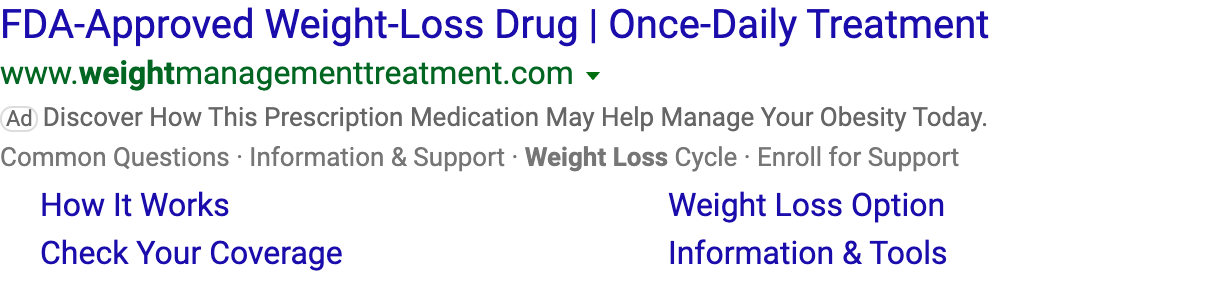 FDA-Approved Weight-Loss Drug | Once-Daily Treatment
www.weightmanagementtreatment.com
Ad Discover How This Prescription Medication May Help Manage Your Obesity Today.
Common Questions · Information & Support · Weight Loss Cycle · Enroll for Support
How It Works Weight Loss Option
Check Your Coverage Information & Tools